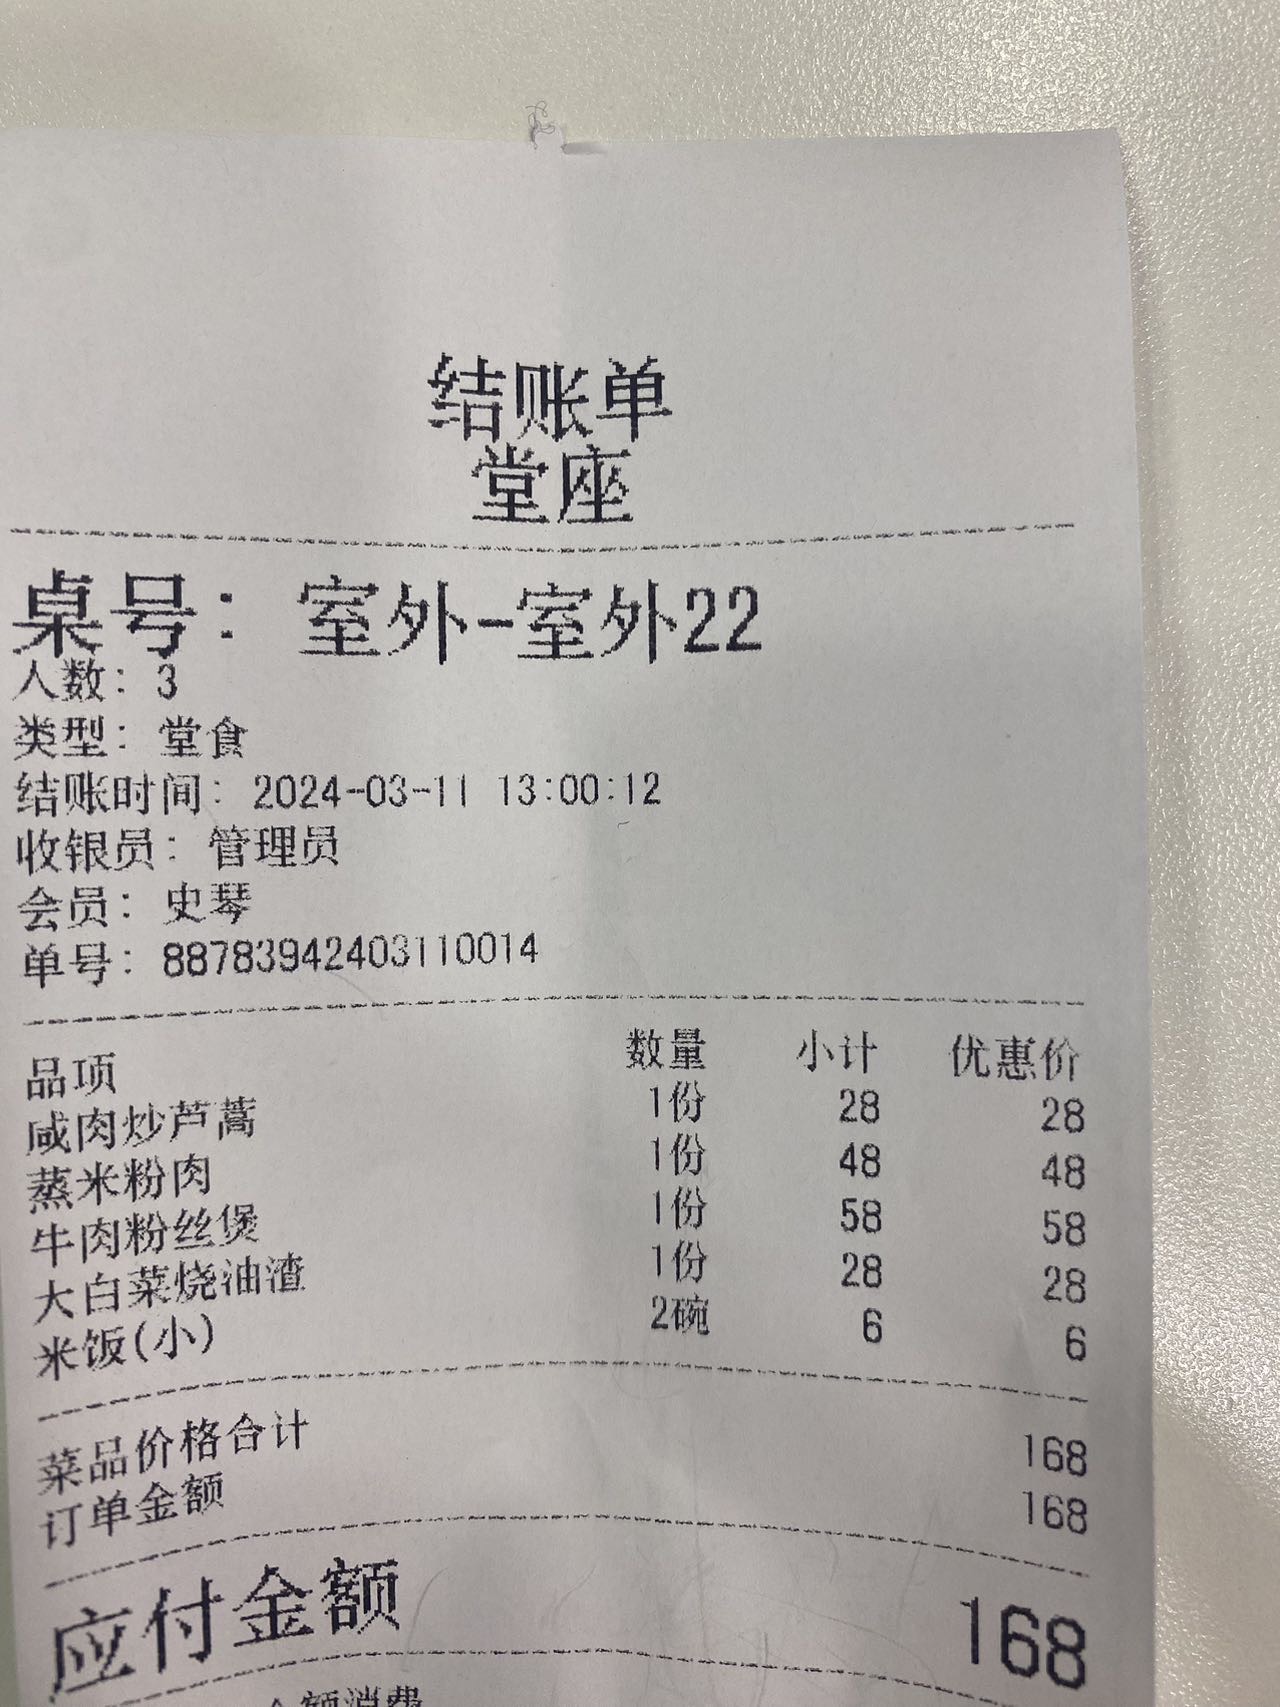 结账单
堂座
桌号: 室外-室外22
人数: 3
类型: 堂食
结账时间: 2024-03-11 13:00:12
收银员: 管理员
会员: 史琴
单号: 88783942403110014
品项 数量 小计 优惠价
咸肉炒芦蒿 1份 28 28
蒸米粉肉 1份 48 48
牛肉粉丝煲 1份 58 58
大白菜烧油渣 1份 28 28
米饭(小) 2碗 6 6
菜品价格合计 168
订单金额 168
应付金额 168
额消费